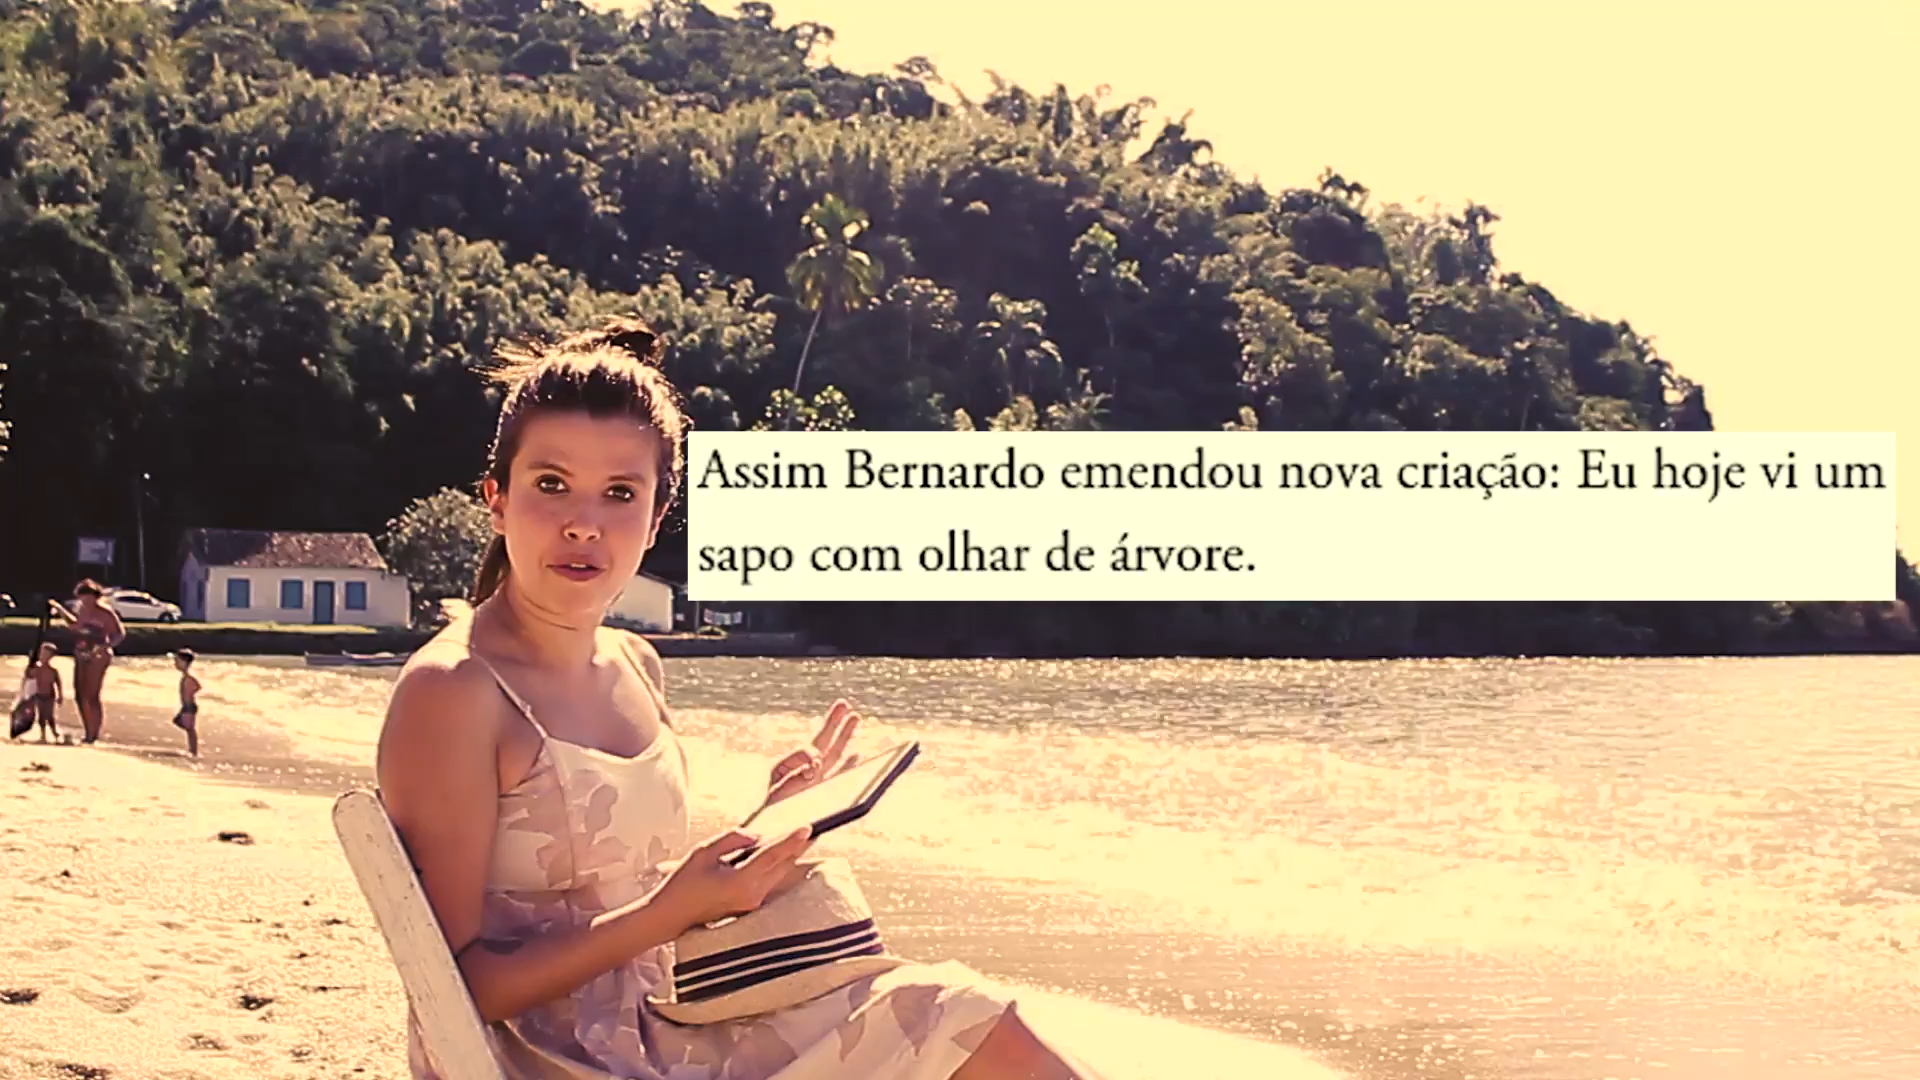 Assim Bernardo emendou nova criação: Eu hoje vi um
sapo com olhar de árvore.